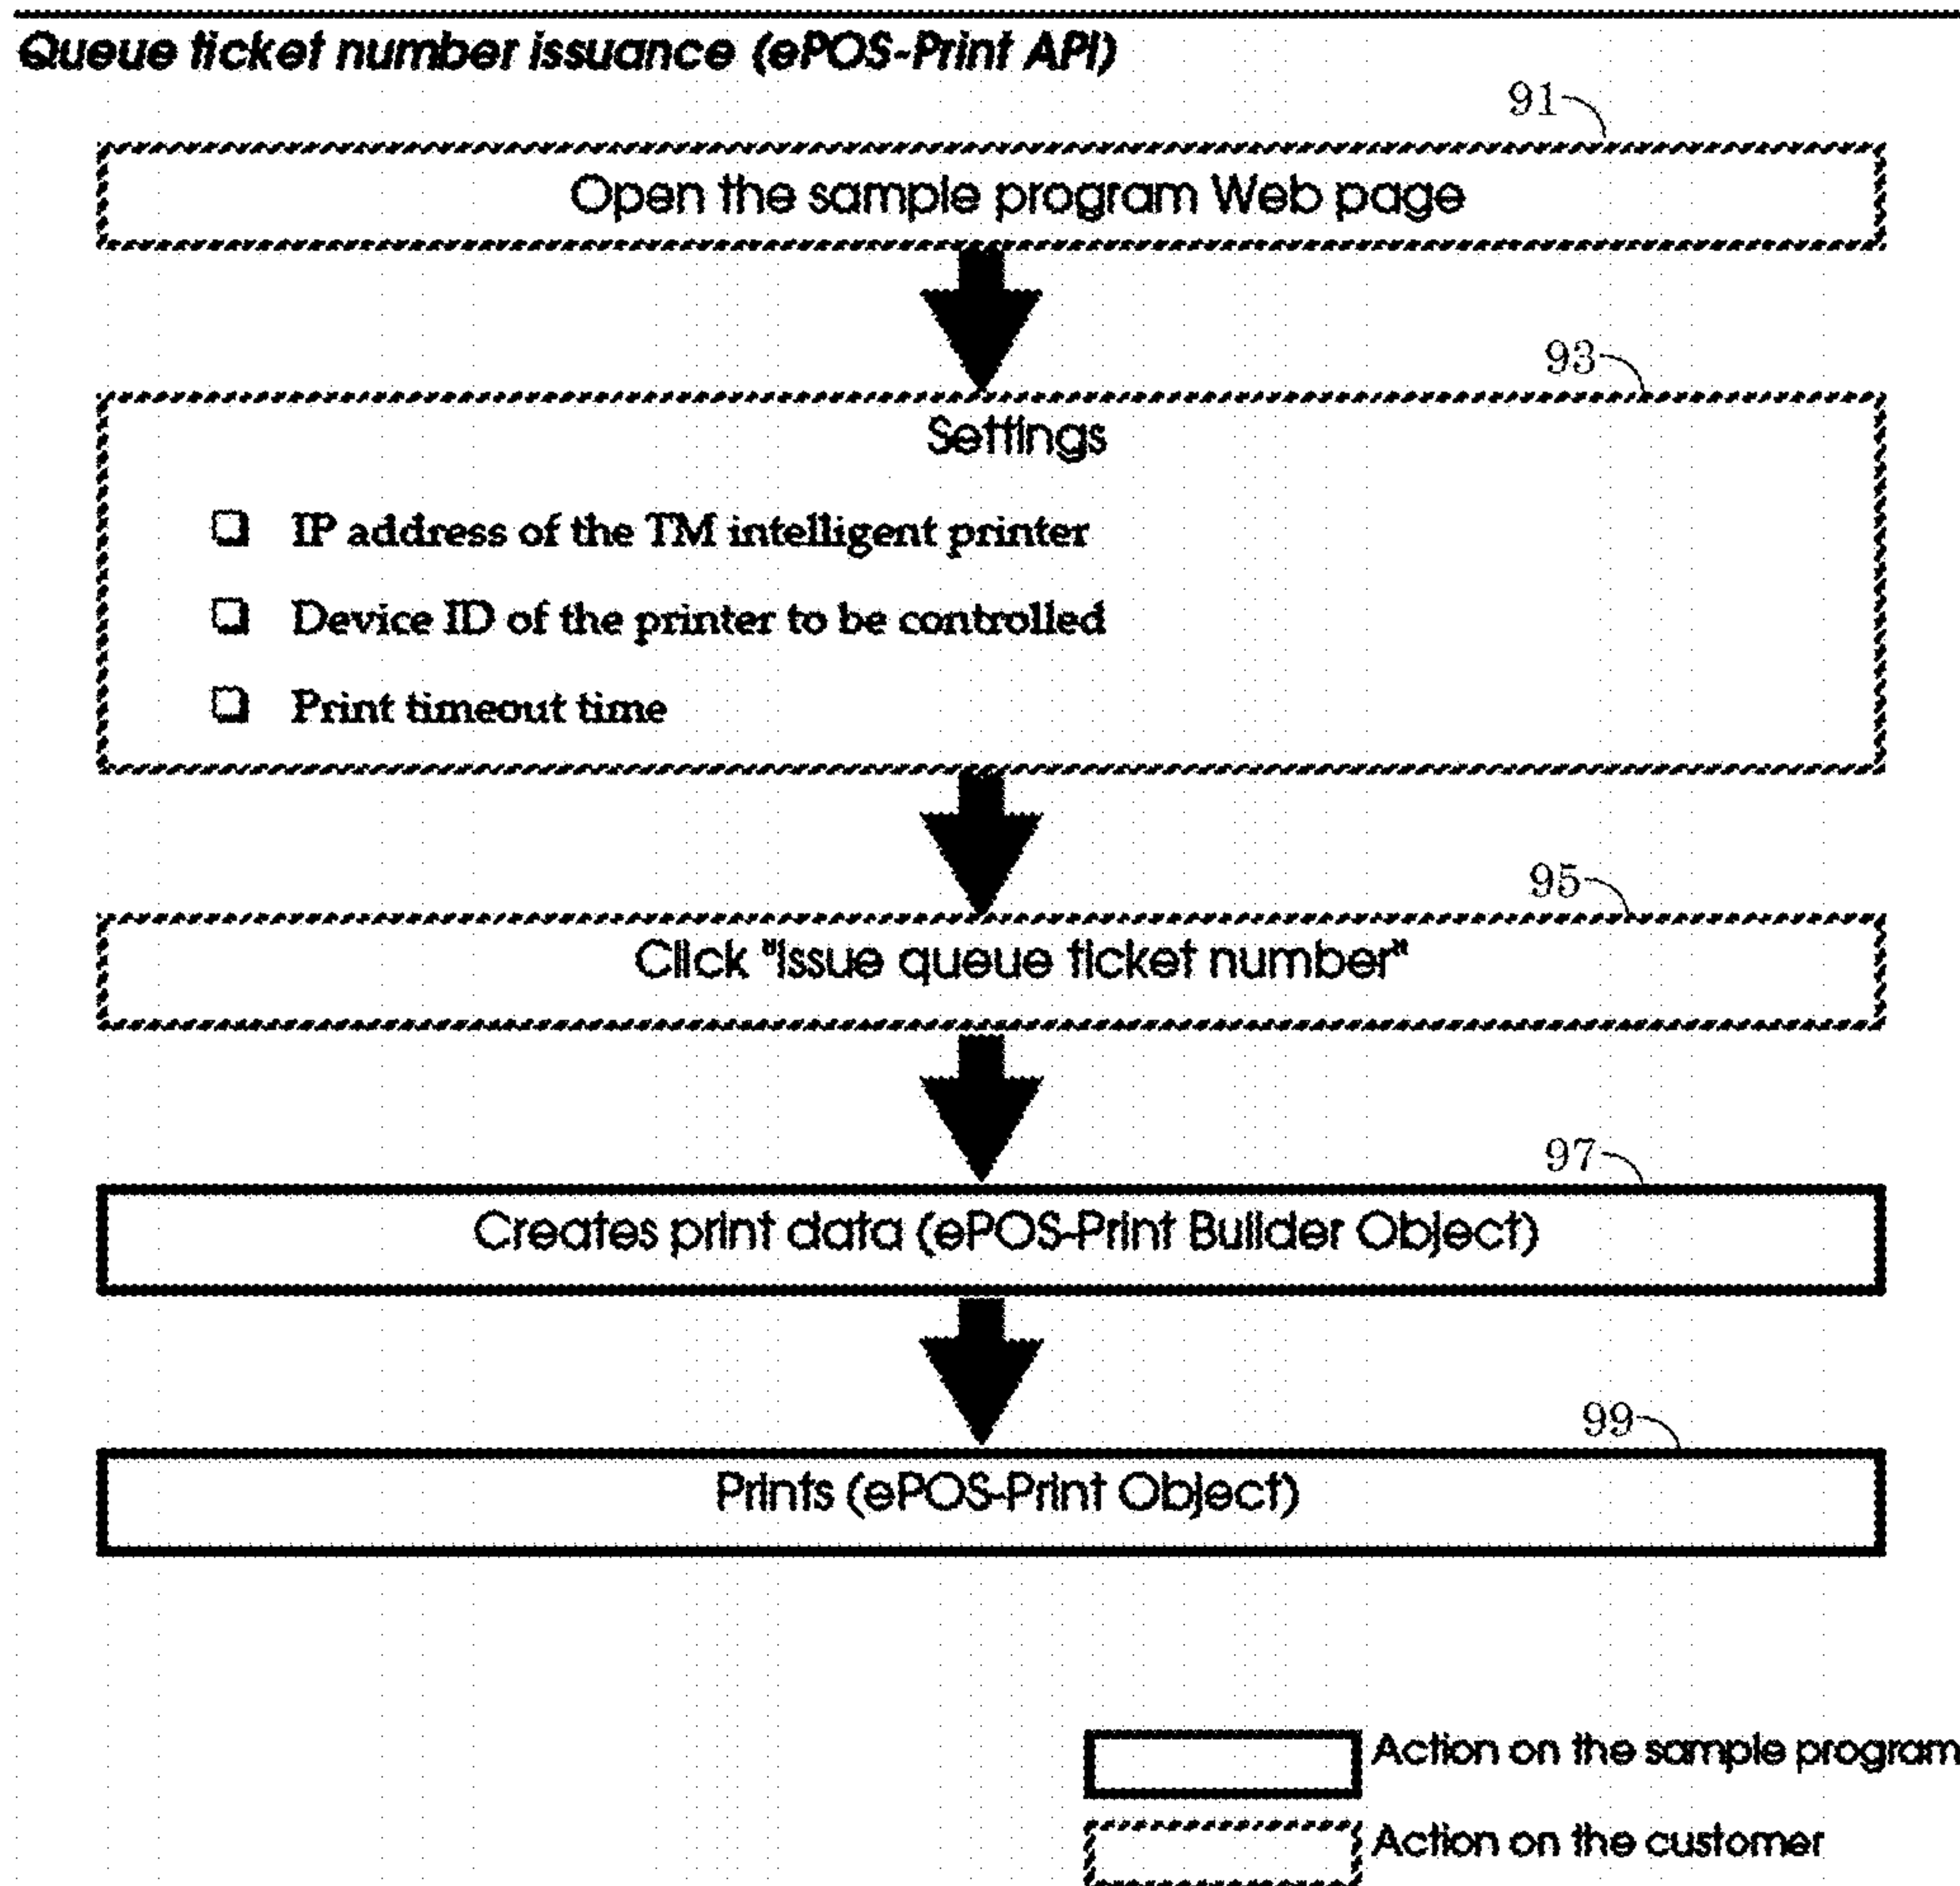 Queue ticket number issuance (ePOS-Print API)
91
Open the sample program Web page
93
Settings
❏ IP address of the TM intelligent printer
❏ Device ID of the printer to be controlled
❏ Print timeout time
95
Click "Issue queue ticket number"
97
Creates print data (ePOS-Print Builder Object)
99
Prints (ePOS-Print Object)
Action on the sample program
Action on the customer